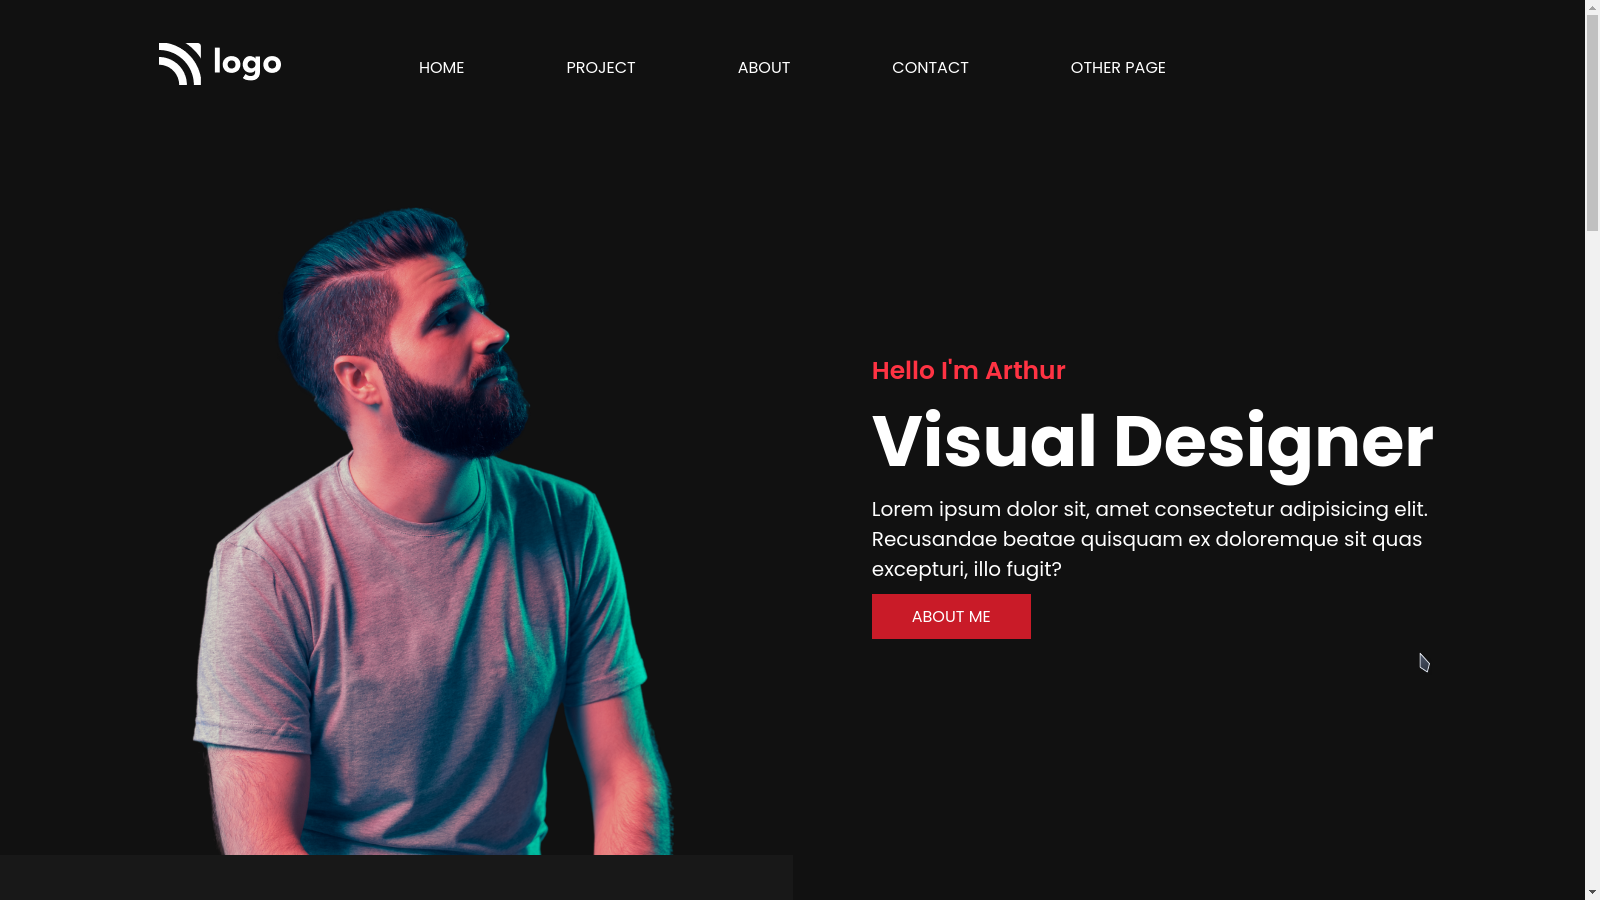 logo
HOME
PROJECT
ABOUT
CONTACT
OTHER PAGE
Hello I'm Arthur
Visual Designer
Lorem ipsum dolor sit, amet consectetur adipisicing elit.
Recusandae beatae quisquam ex doloremque sit quas
excepturi, illo fugit?
ABOUT ME